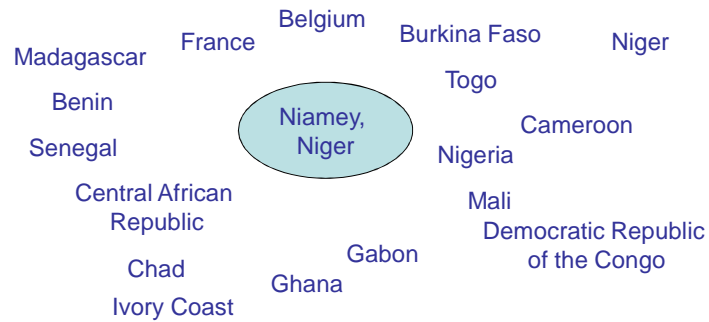 Belgium
France
Burkina Faso
Niger
Madagascar
Togo
Benin
Niamey,
Niger
Cameroon
Senegal
Nigeria
Central African
Republic
Mali
Democratic Republic
of the Congo
Gabon
Chad
Ghana
Ivory Coast